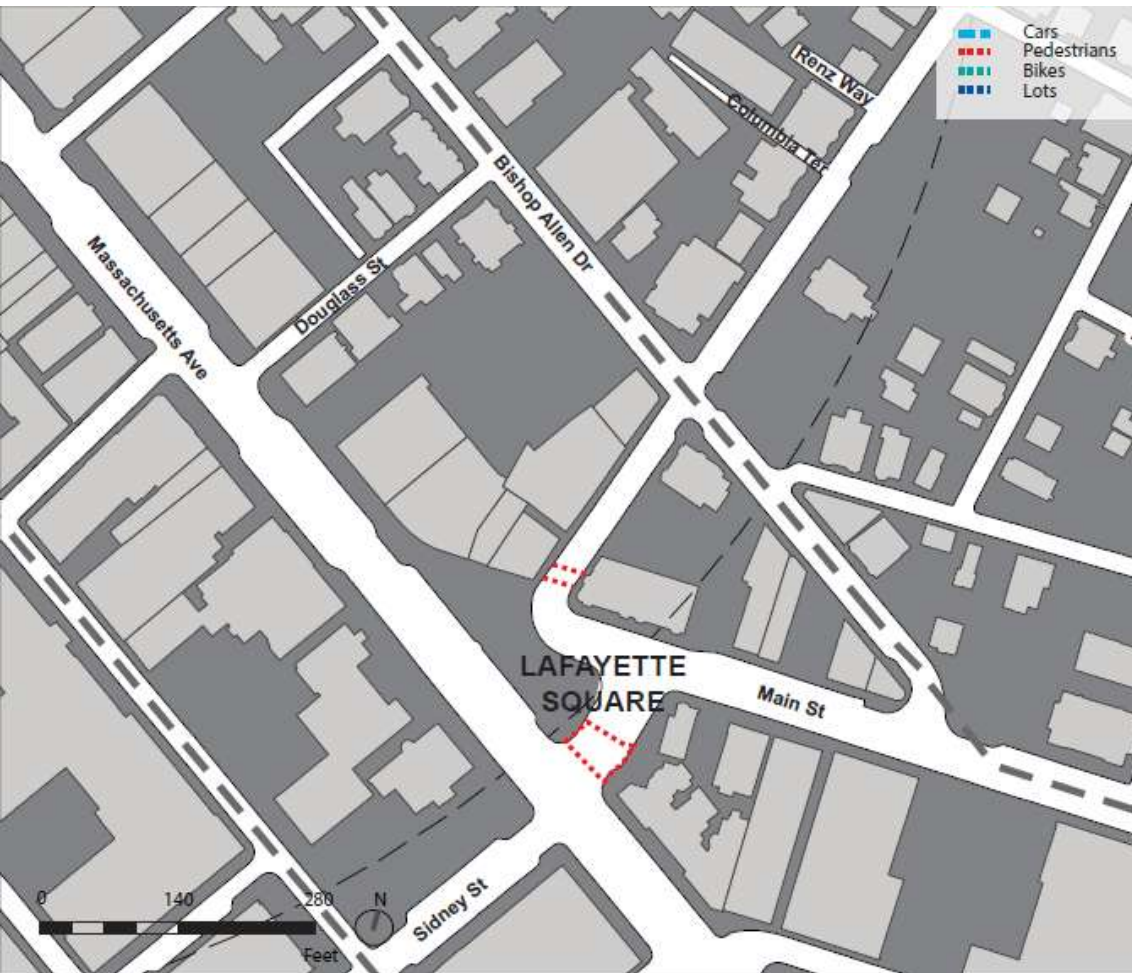 Cars
Pedestrians
Bikes
Lots
Renz Way
Columbia Ter
Bishop Allen Dr
Massachusetts Ave
Douglass St
LAFAYETTE
SQUARE
Main St
Sidney St
0 140 280 N
Feet